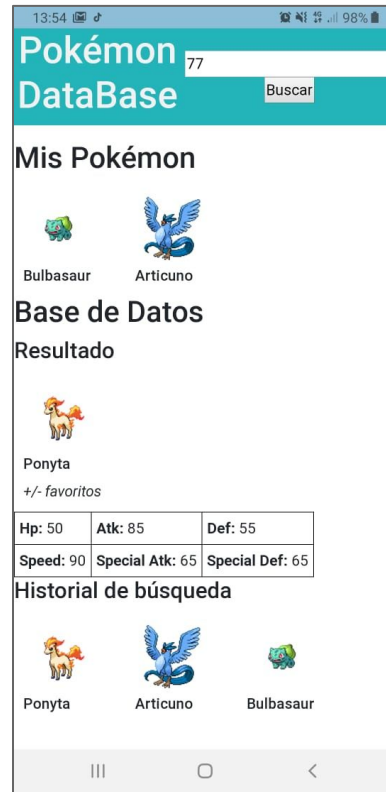 13:54
4G
98%
Pokémon
DataBase
77
Buscar
Mis Pokémon
Bulbasaur Articuno
Base de Datos
Resultado
Ponyta
+/- favoritos
Hp: 50 Atk: 85 Def: 55
Speed: 90 Special Atk: 65 Special Def: 65
Historial de búsqueda
Ponyta Articuno Bulbasaur